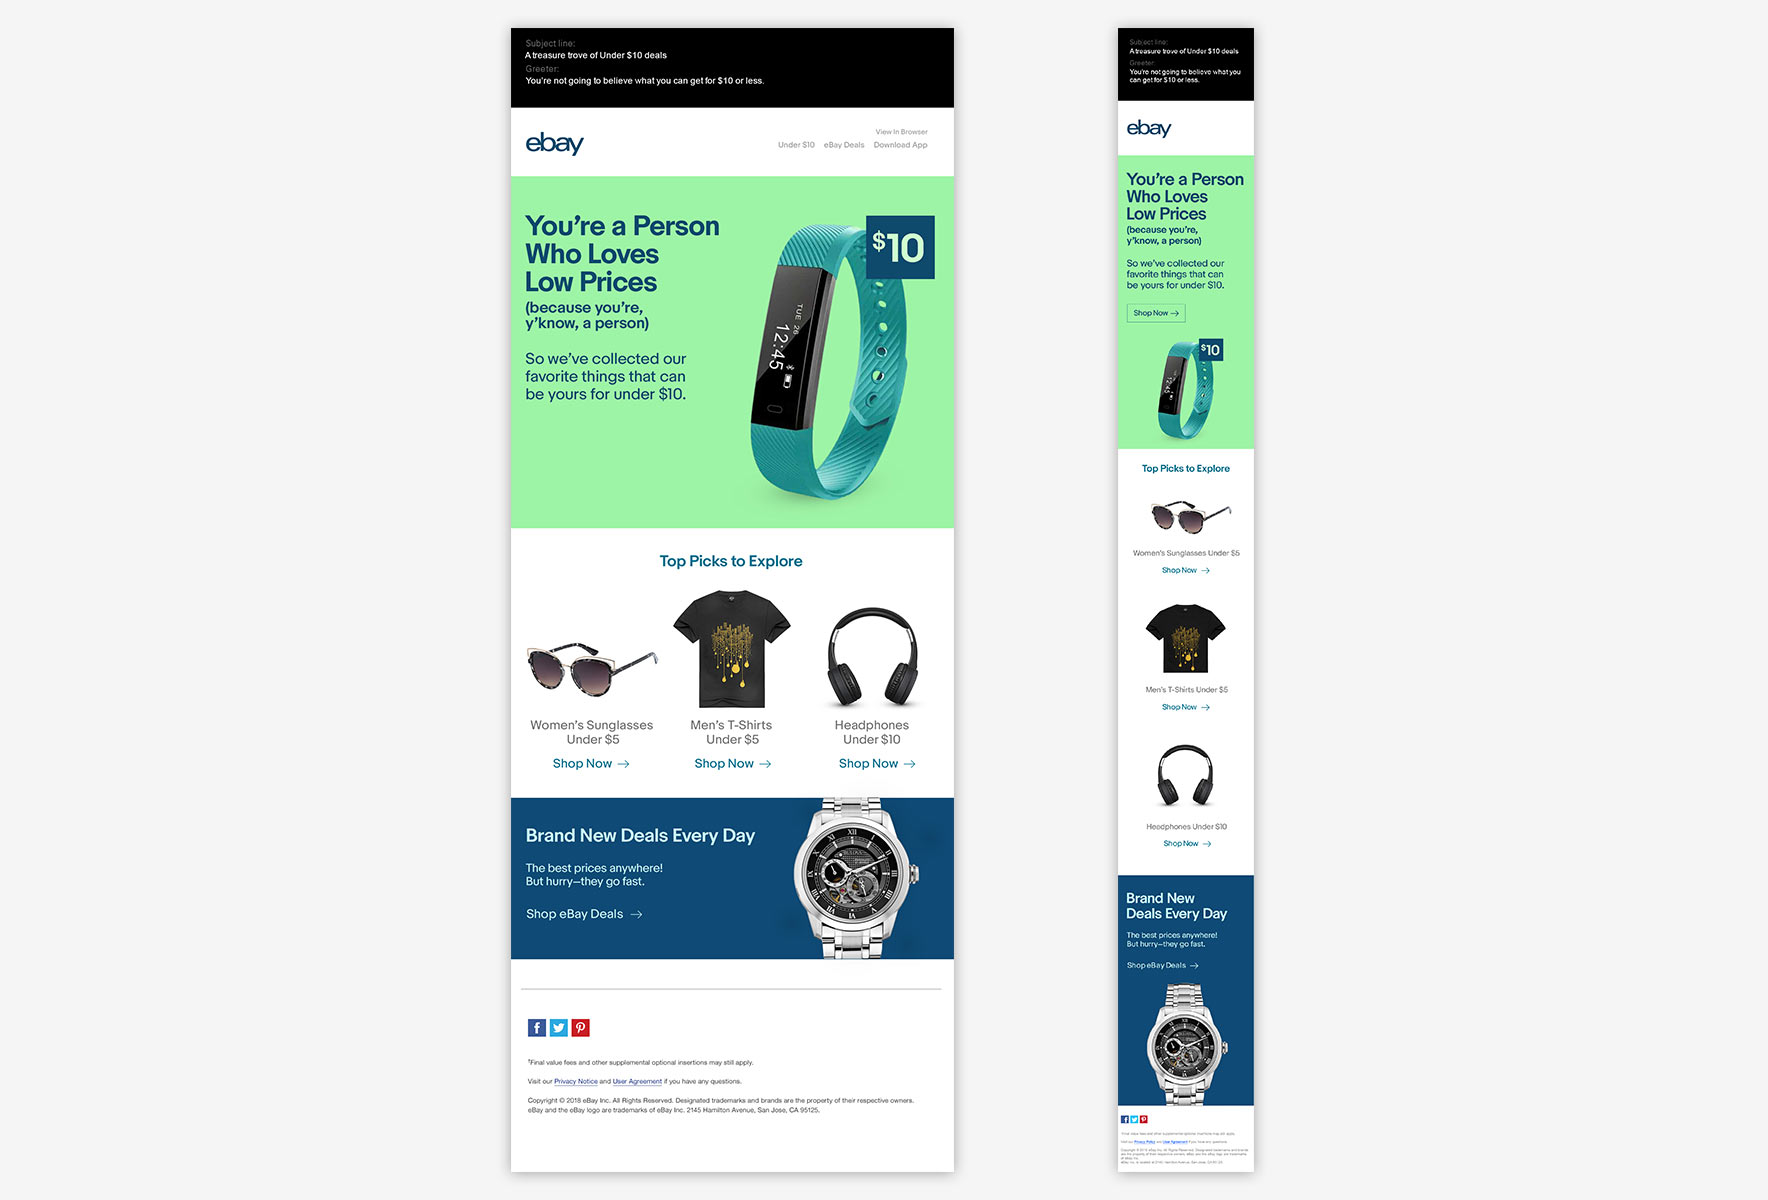 Subject line:
A treasure trove of Under $10 deals
Greeter:
You're not going to believe what you can get for $10 or less.
ebay
View In Browser
Under $10 eBay Deals Download App
You're a Person
Who Loves
Low Prices
(because you're,
y'know, a person)
So we've collected our
favorite things that can
be yours for under $10.
$10
TUE 26
12:45
Top Picks to Explore
Women's Sunglasses
Under $5
Shop Now →
Men's T-Shirts
Under $5
Shop Now →
Headphones
Under $10
Shop Now →
Brand New Deals Every Day
The best prices anywhere!
But hurry—they go fast.
Shop eBay Deals →
BULOVA
†Final value fees and other supplemental optional insertions may still apply.
Visit our Privacy Notice and User Agreement if you have any questions.
Copyright © 2018 eBay Inc. All Rights Reserved. Designated trademarks and brands are the property of their respective owners.
eBay and the eBay logo are trademarks of eBay Inc. 2145 Hamilton Avenue, San Jose, CA 95125.
Subject line:
A treasure trove of Under $10 deals
Greeter:
You're not going to believe what you
can get for $10 or less.
ebay
You're a Person
Who Loves
Low Prices
(because you're,
y'know, a person)
So we've collected our
favorite things that can
be yours for under $10.
Shop Now →
$10
12:45
Top Picks to Explore
Women's Sunglasses Under $5
Shop Now →
Men's T-Shirts Under $5
Shop Now →
Headphones Under $10
Shop Now →
Brand New
Deals Every Day
The best prices anywhere!
But hurry—they go fast.
Shop eBay Deals →